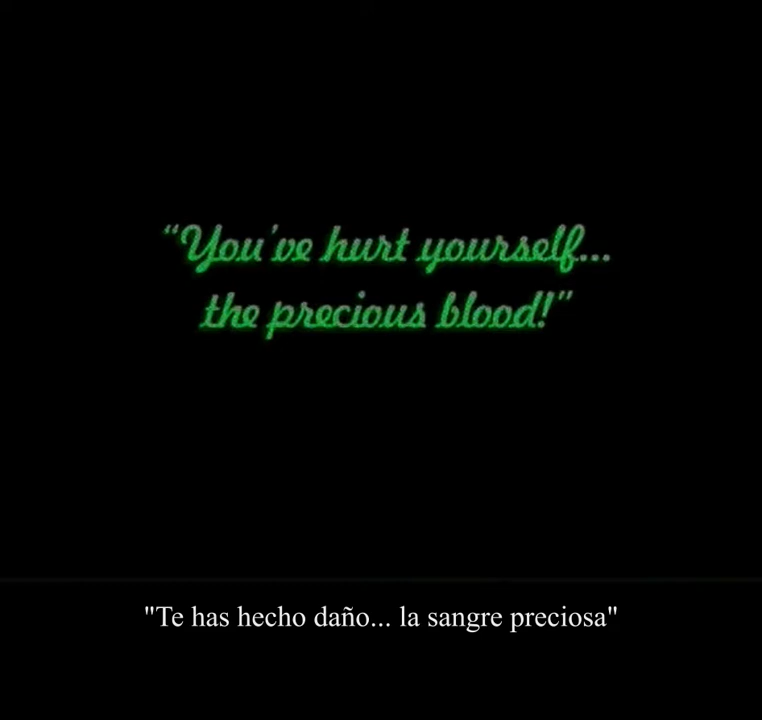 “You've hurt yourself...
the precious blood!”
"Te has hecho daño... la sangre preciosa"